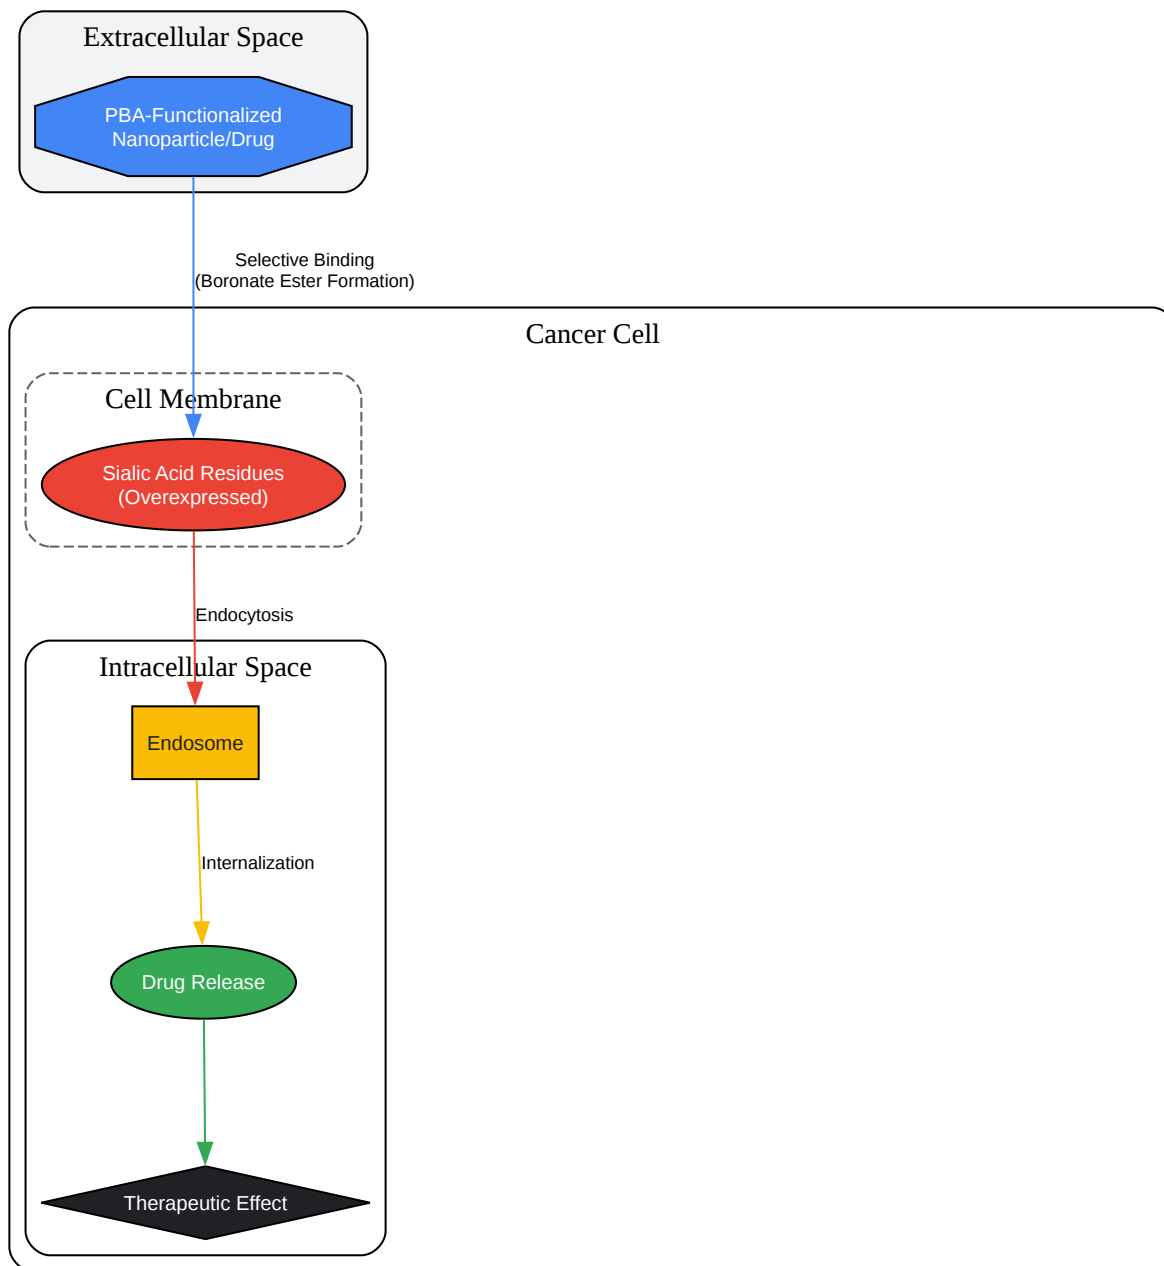 Extracellular Space
PBA-Functionalized
Nanoparticle/Drug
Selective Binding
(Boronate Ester Formation)
Cancer Cell
Cell Membrane
Sialic Acid Residues
(Overexpressed)
Endocytosis
Intracellular Space
Endosome
Internalization
Drug Release
Therapeutic Effect